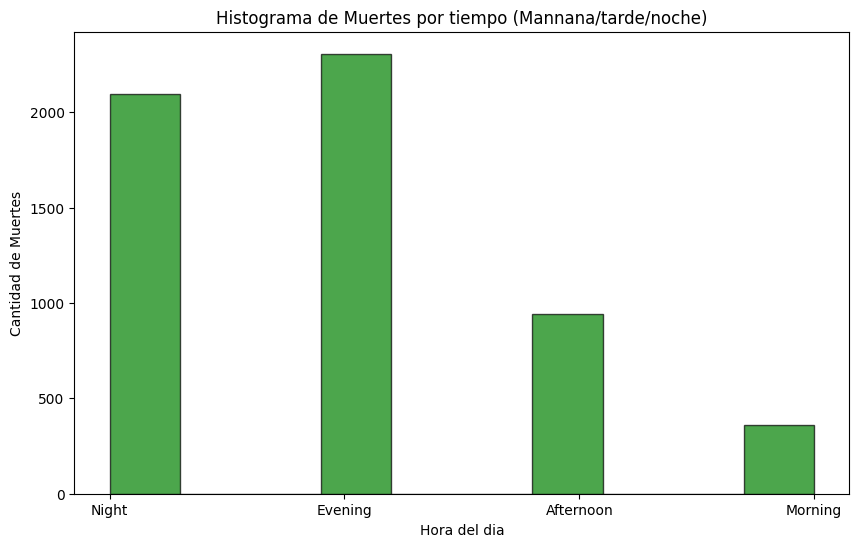 Histograma de Muertes por tiempo (Mannana/tarde/noche)
Cantidad de Muertes
2000
1500
1000
500
0
Night Evening Afternoon Morning
Hora del dia